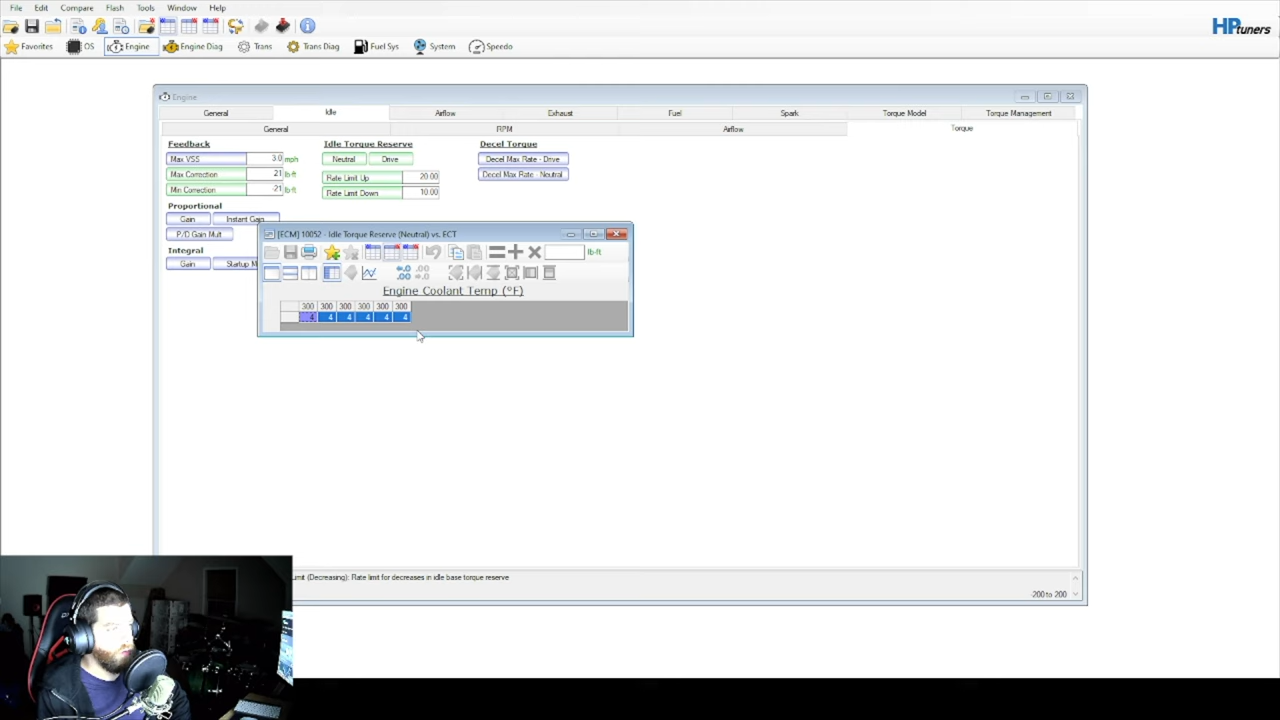 File Edit Compare Flash Tools Window Help
HPtuners
Favorites OS Engine Engine Diag Trans Trans Diag Fuel Sys System Speedo
Engine
General Idle Airflow Exhaust Fuel Spark Torque Model Torque Management
General RPM Airflow Torque
Feedback Idle Torque Reserve Decel Torque
Max VSS 3.0 mph Neutral Drive Decel Max Rate - Drive
Max Correction 21 lb·ft Rate Limit Up 20.00 Decel Max Rate - Neutral
Min Correction -21 lb·ft Rate Limit Down 10.00
Proportional
Gain Instant Gain
P/D Gain Mult
Integral
Gain Startup M
[ECM] 10052 - Idle Torque Reserve (Neutral) vs. ECT
lb·ft
Engine Coolant Temp (°F)
300 300 300 300 300 300
4 4 4 4 4 4
Limit (Decreasing): Rate limit for decreases in idle base torque reserve
-200 to 200